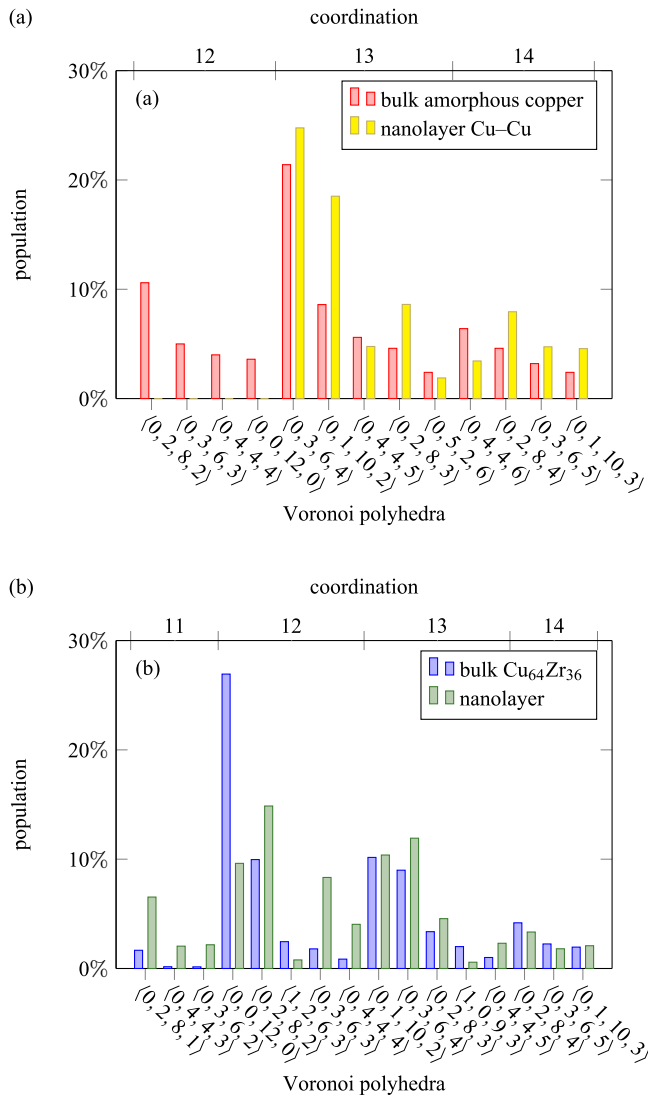 (a)
coordination
12 13 14
30%
20%
10%
0%
population
(a)
bulk amorphous copper
nanolayer Cu–Cu
⟨0, 2, 8, 2⟩
⟨0, 3, 6, 3⟩
⟨0, 4, 4, 4⟩
⟨0, 0, 12, 0⟩
⟨0, 3, 6, 4⟩
⟨0, 1, 10, 2⟩
⟨0, 4, 4, 5⟩
⟨0, 2, 8, 3⟩
⟨0, 5, 2, 6⟩
⟨0, 4, 4, 6⟩
⟨0, 2, 8, 4⟩
⟨0, 3, 6, 5⟩
⟨0, 1, 10, 3⟩
Voronoi polyhedra
(b)
coordination
11 12 13 14
30%
20%
10%
0%
population
(b)
bulk Cu₆₄Zr₃₆
nanolayer
⟨0, 2, 8, 1⟩
⟨0, 4, 4, 3⟩
⟨0, 3, 6, 2⟩
⟨0, 0, 12, 0⟩
⟨0, 2, 8, 2⟩
⟨1, 2, 6, 3⟩
⟨0, 3, 6, 3⟩
⟨0, 4, 4, 4⟩
⟨0, 1, 10, 2⟩
⟨0, 3, 6, 4⟩
⟨0, 2, 8, 3⟩
⟨1, 0, 9, 3⟩
⟨0, 4, 4, 5⟩
⟨0, 2, 8, 4⟩
⟨0, 3, 6, 5⟩
⟨0, 1, 10, 3⟩
Voronoi polyhedra